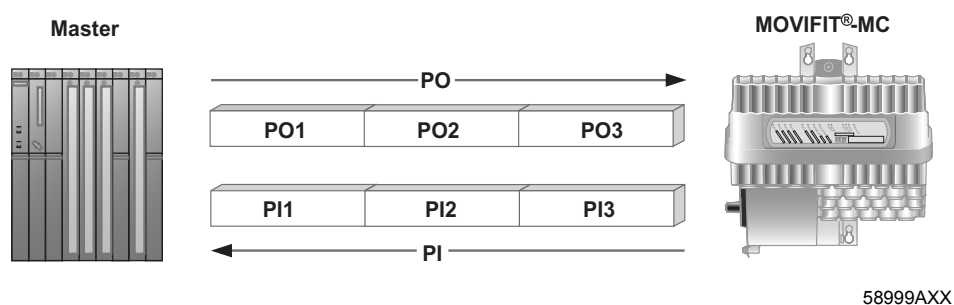 Master
MOVIFIT®-MC
PO
PO1 PO2 PO3
PI1 PI2 PI3
PI
58999AXX